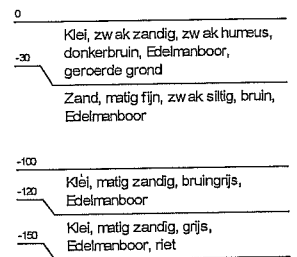 0
Klei, zwak zandig, zwak humeus,
donkerbruin, Edelmanboor,
-30
geroerde grond
Zand, matig fijn, zwak siltig, bruin,
Edelmanboor
-100
Klei, matig zandig, bruingrijs,
-120
Edelmanboor
Klei, matig zandig, grijs,
-150
Edelmanboor, riet